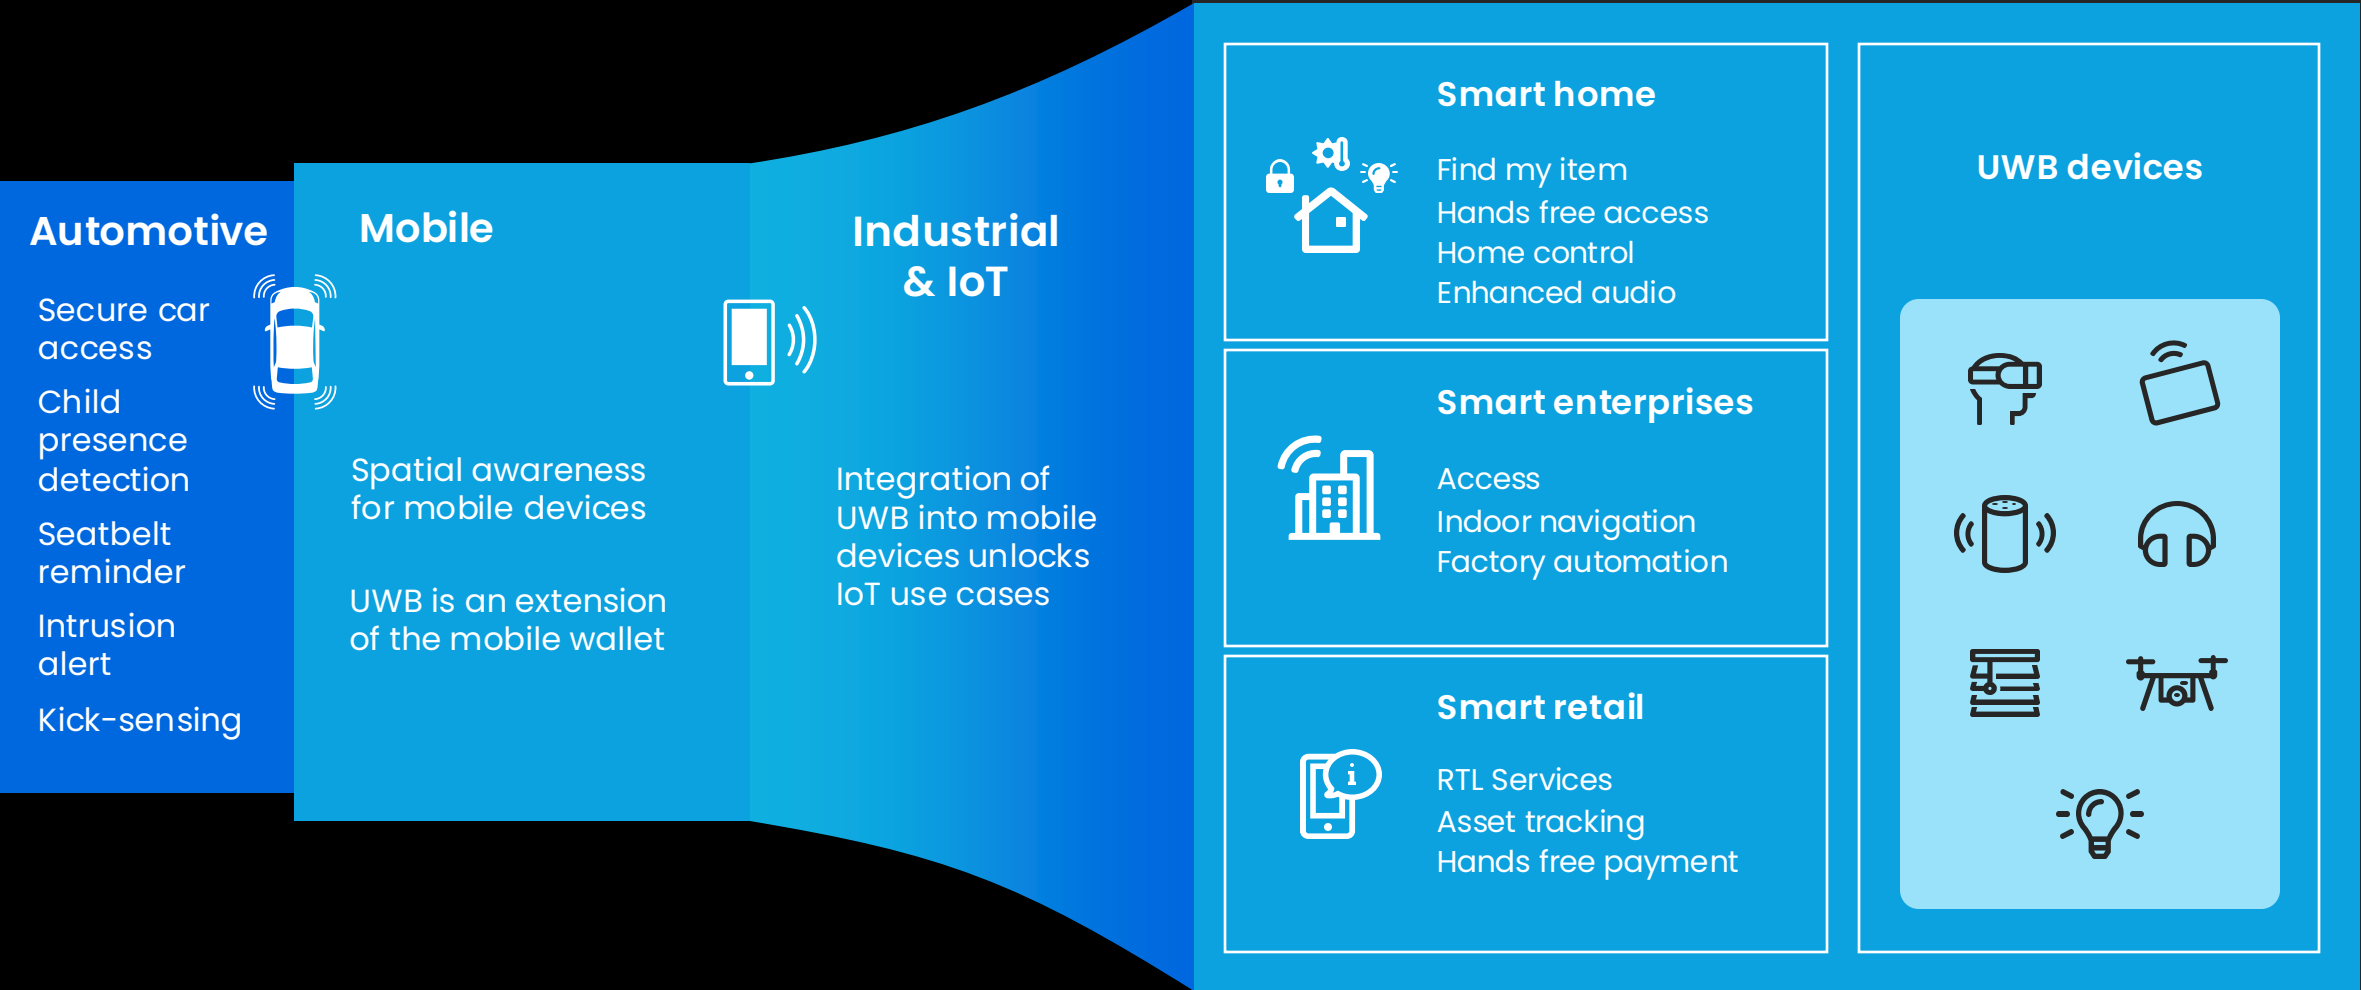 Automotive
Secure car
access
Child
presence
detection
Seatbelt
reminder
Intrusion
alert
Kick-sensing
Mobile
Spatial awareness
for mobile devices
UWB is an extension
of the mobile wallet
Industrial
& IoT
Integration of
UWB into mobile
devices unlocks
IoT use cases
Smart home
Find my item
Hands free access
Home control
Enhanced audio
Smart enterprises
Access
Indoor navigation
Factory automation
Smart retail
i
RTL Services
Asset tracking
Hands free payment
UWB devices